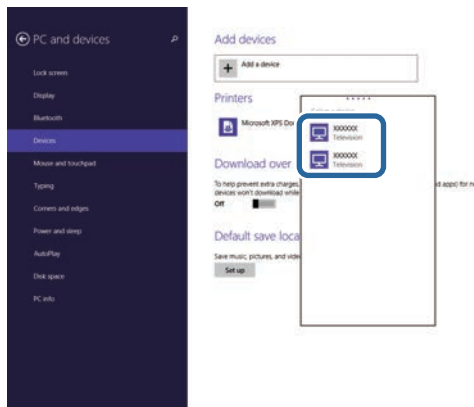 PC and devices
Lock screen
Display
Bluetooth
Devices
Mouse and touchpad
Typing
Corners and edges
Power and sleep
AutoPlay
Disk space
PC info
Add devices
Add a device
Printers
Microsoft XPS Doc
Download over
To help prevent extra charges,
d apps) for n
devices won't download while
Off
Default save loca
Save music, pictures, and vide
Set up
XXXXXX
Television
XXXXXX
Television